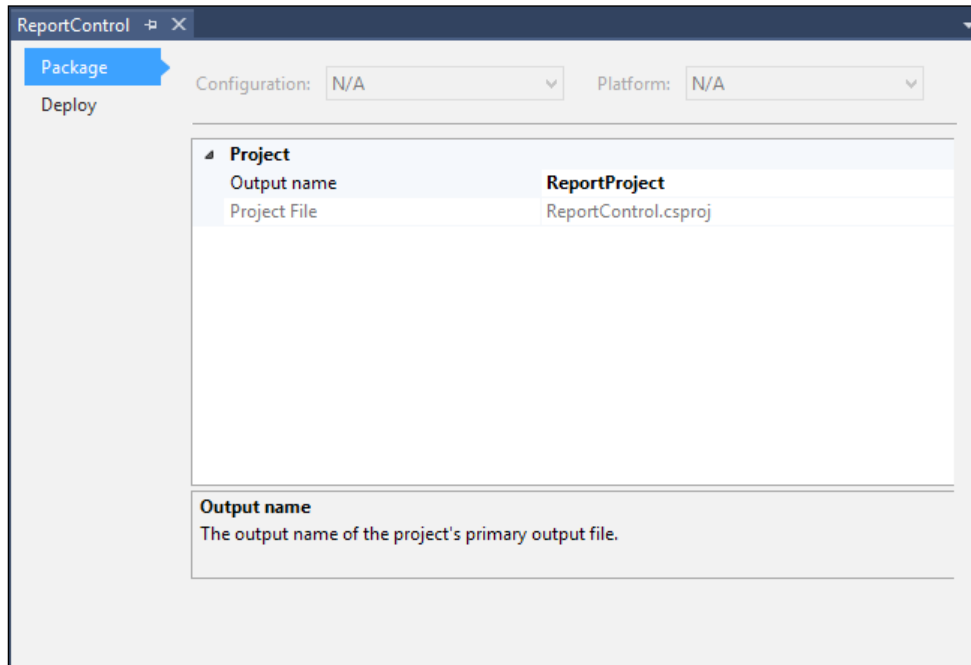 ReportControl
Package
Deploy
Configuration: N/A Platform: N/A
Project
Output name ReportProject
Project File ReportControl.csproj
Output name
The output name of the project's primary output file.